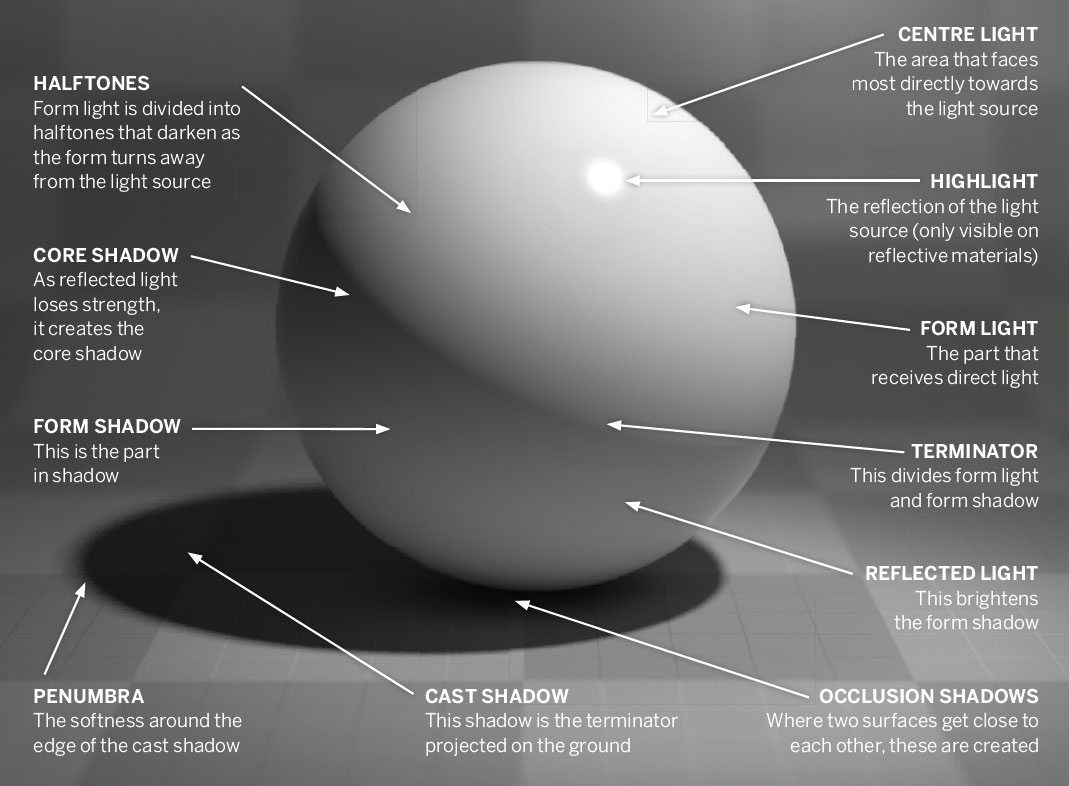 HALFTONES
Form light is divided into
halftones that darken as
the form turns away
from the light source
CORE SHADOW
As reflected light
loses strength,
it creates the
core shadow
FORM SHADOW
This is the part
in shadow
PENUMBRA
The softness around the
edge of the cast shadow
CAST SHADOW
This shadow is the terminator
projected on the ground
CENTRE LIGHT
The area that faces
most directly towards
the light source
HIGHLIGHT
The reflection of the light
source (only visible on
reflective materials)
FORM LIGHT
The part that
receives direct light
TERMINATOR
This divides form light
and form shadow
REFLECTED LIGHT
This brightens
the form shadow
OCCLUSION SHADOWS
Where two surfaces get close to
each other, these are created